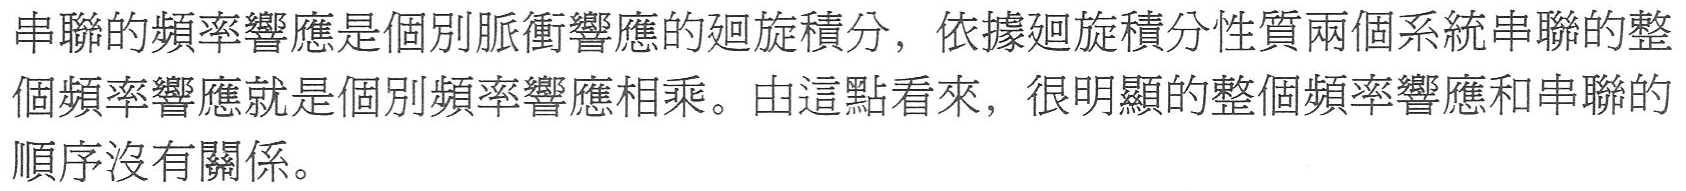 串聯的頻率響應是個別脈衝響應的迴旋積分，依據迴旋積分性質兩個系統串聯的整
個頻率響應就是個別頻率響應相乘。由這點看來，很明顯的整個頻率響應和串聯的
順序沒有關係。